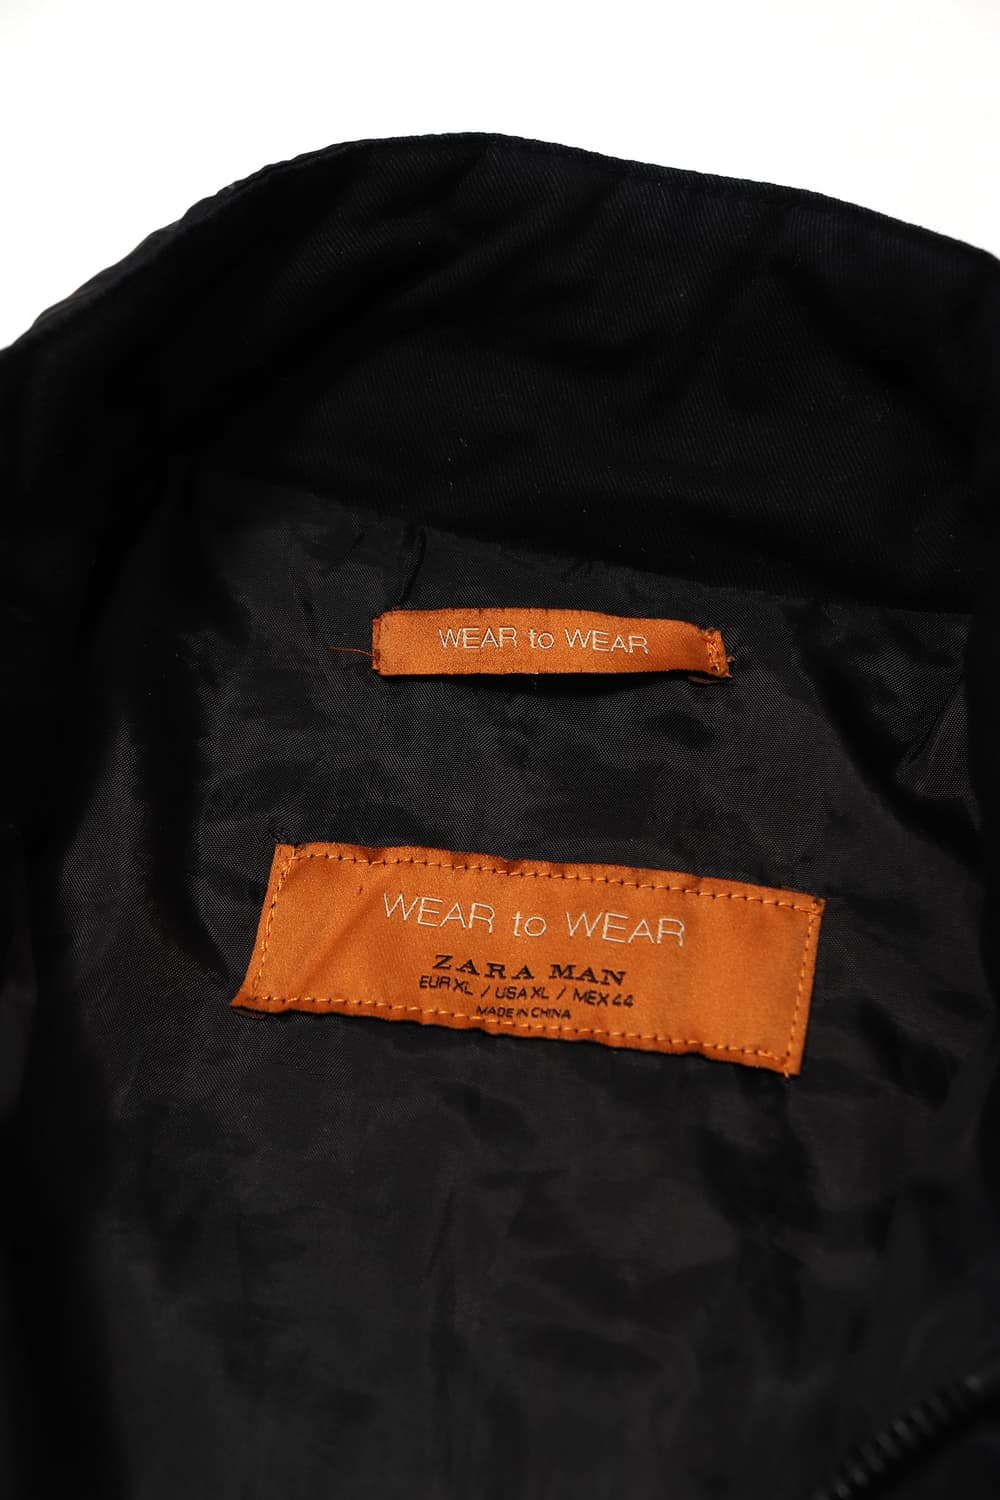 WEAR to WEAR
WEAR to WEAR
ZARA MAN
EUR XL / USA XL / MEX 44
MADE IN CHINA